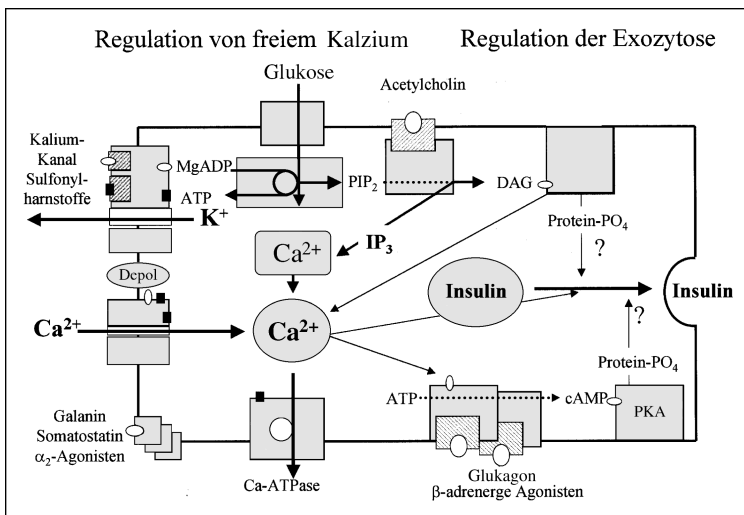 Regulation von freiem Kalzium
Regulation der Exozytose
Glukose
Acetylcholin
Kalium-
Kanal
Sulfonyl-
harnstoffe
MgADP
ATP
PIP₂
DAG
K⁺
IP₃
Protein-PO₄
?
Ca²⁺
Depol
Insulin
Insulin
Ca²⁺
Ca²⁺
?
Protein-PO₄
ATP
cAMP
PKA
Galanin
Somatostatin
α₂-Agonisten
Ca-ATPase
Glukagon
β-adrenerge Agonisten